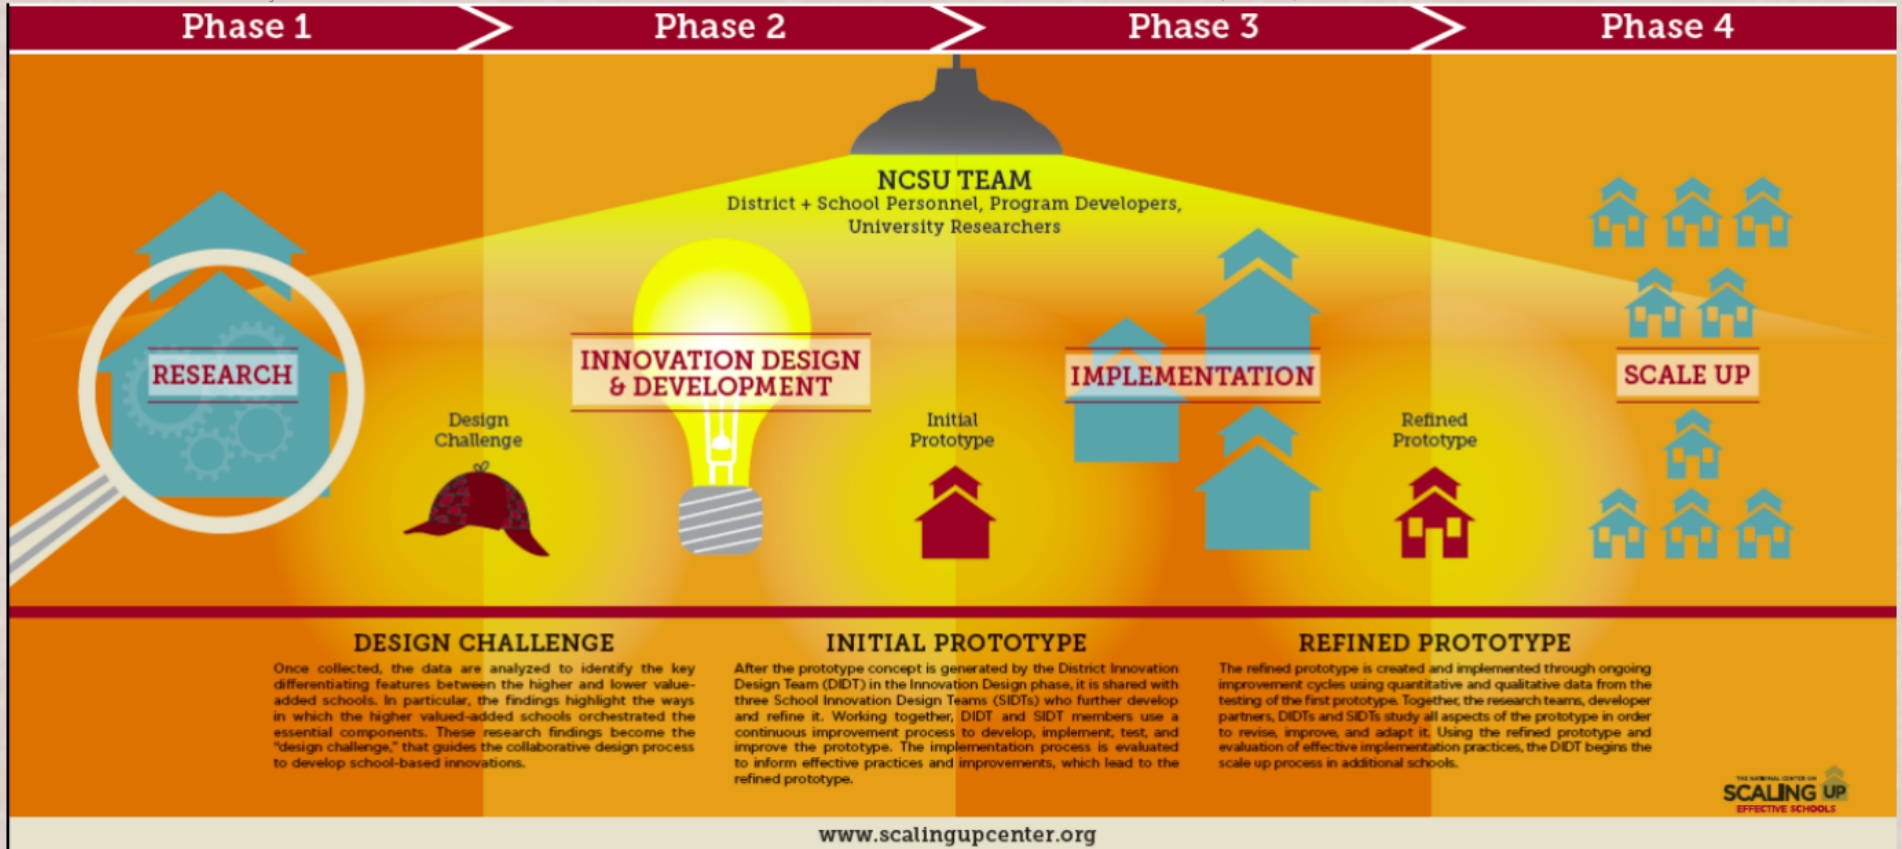 Phase 1
Phase 2
Phase 3
Phase 4
NCSU TEAM
District + School Personnel, Program Developers,
University Researchers
RESEARCH
INNOVATION DESIGN
& DEVELOPMENT
IMPLEMENTATION
SCALE UP
Design
Challenge
Initial
Prototype
Refined
Prototype
DESIGN CHALLENGE
Once collected, the data are analyzed to identify the key
differentiating features between the higher and lower value-
added schools. In particular, the findings highlight the ways
in which the higher valued-added schools orchestrated the
essential components. These research findings become the
"design challenge," that guides the collaborative design process
to develop school-based innovations.
INITIAL PROTOTYPE
After the prototype concept is generated by the District Innovation
Design Team (DIDT) in the Innovation Design phase, it is shared with
three School Innovation Design Teams (SIDTs) who further develop
and refine it. Working together, DIDT and SIDT members use a
continuous improvement process to develop, implement, test, and
improve the prototype. The implementation process is evaluated
to inform effective practices and improvements, which lead to the
refined prototype.
REFINED PROTOTYPE
The refined prototype is created and implemented through ongoing
improvement cycles using quantitative and qualitative data from the
testing of the first prototype. Together, the research teams, developer
partners, DIDTs and SIDTs study all aspects of the prototype in order
to revise, improve, and adapt it. Using the refined prototype and
evaluation of effective implementation practices, the DIDT begins the
scale up process in additional schools.
THE NATIONAL CENTER ON
SCALING UP
EFFECTIVE SCHOOLS
www.scalingupcenter.org